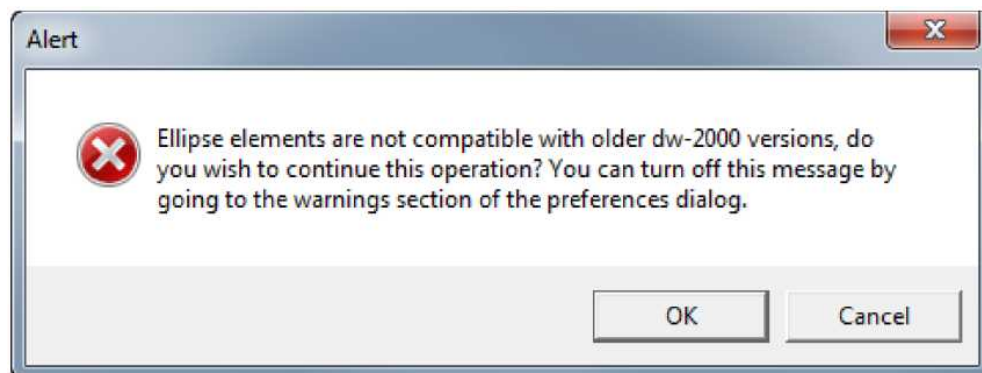 Alert
Ellipse elements are not compatible with older dw-2000 versions, do
you wish to continue this operation? You can turn off this message by
going to the warnings section of the preferences dialog.
OK
Cancel